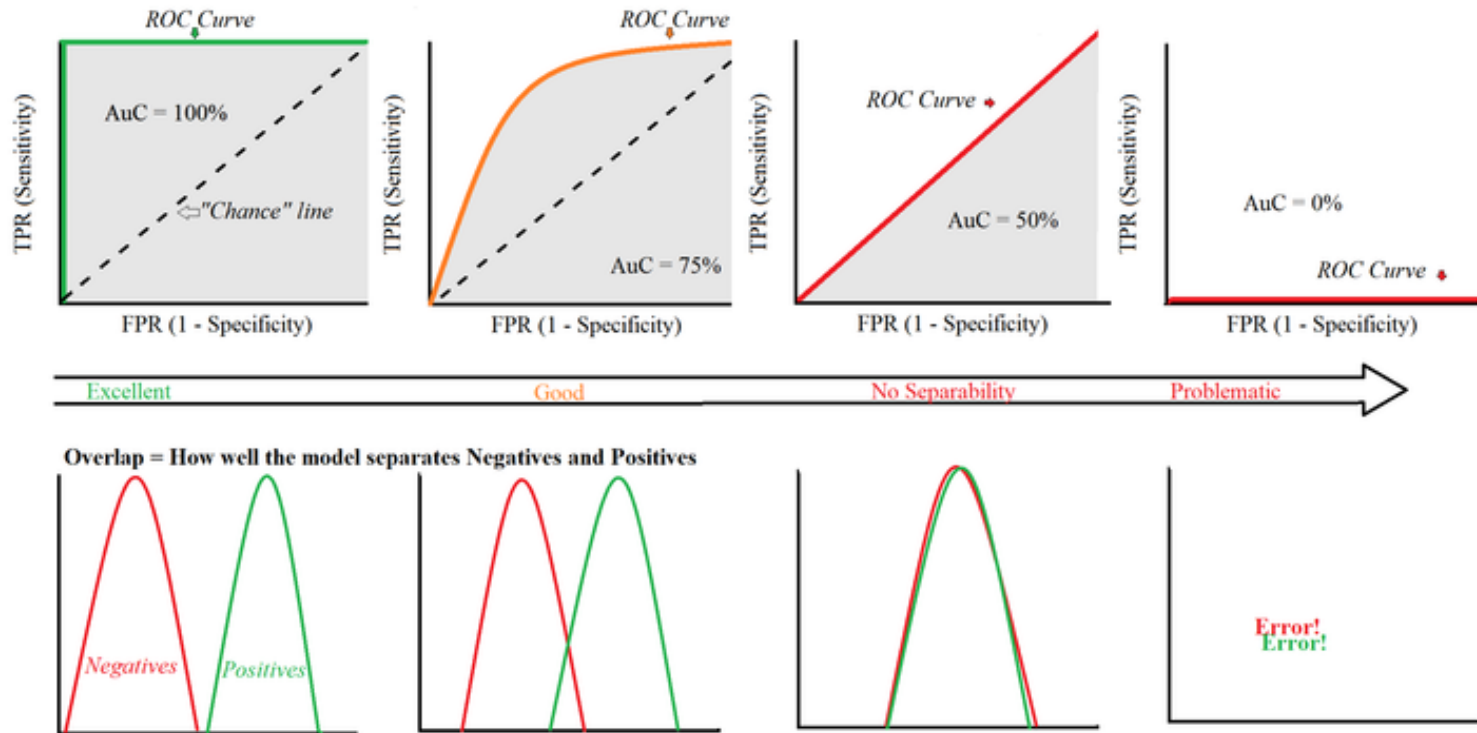 ROC Curve
AuC = 100%
"Chance" line
TPR (Sensitivity)
FPR (1 - Specificity)
ROC Curve
AuC = 75%
TPR (Sensitivity)
FPR (1 - Specificity)
ROC Curve
AuC = 50%
TPR (Sensitivity)
FPR (1 - Specificity)
AuC = 0%
ROC Curve
TPR (Sensitivity)
FPR (1 - Specificity)
Excellent
Good
No Separability
Problematic
Overlap = How well the model separates Negatives and Positives
Negatives
Positives
Error!
Error!